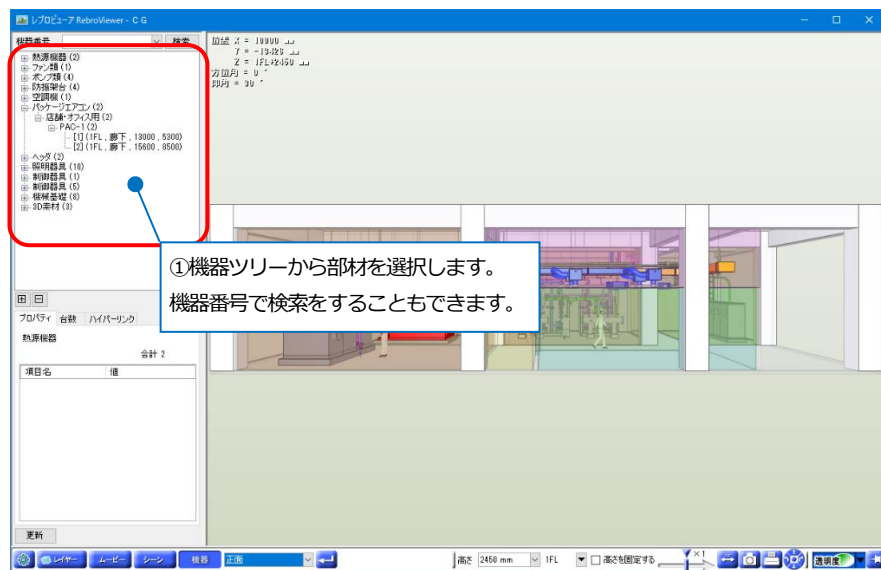 レブロビューア RebroViewer - C G
機器番号 検索
熱源機器 (2)
ファン類 (1)
ポンプ類 (4)
防振架台 (4)
空調機 (1)
パッケージエアコン (2)
店舗・オフィス用 (2)
PAC-1 (2)
[1] (1FL , 廊下 , 13000 , 5300)
[2] (1FL , 廊下 , 15600 , 8500)
ヘッダ (2)
照明器具 (18)
制御器具 (1)
制御器具 (5)
機械基礎 (8)
3D素材 (3)
位置 X = 10000 mm
Y = -19423 mm
Z = 1FL+2450 mm
方位角 = 0 °
①機器ツリーから部材を選択します。
機器番号で検索をすることもできます。
プロパティ 台数 ハイパーリンク
熱源機器
合計 2
項目名 値
更新
レイヤー ムービー シーン 機器 正面 高さ 2450 mm 1FL 高さを固定する ×1 透明度